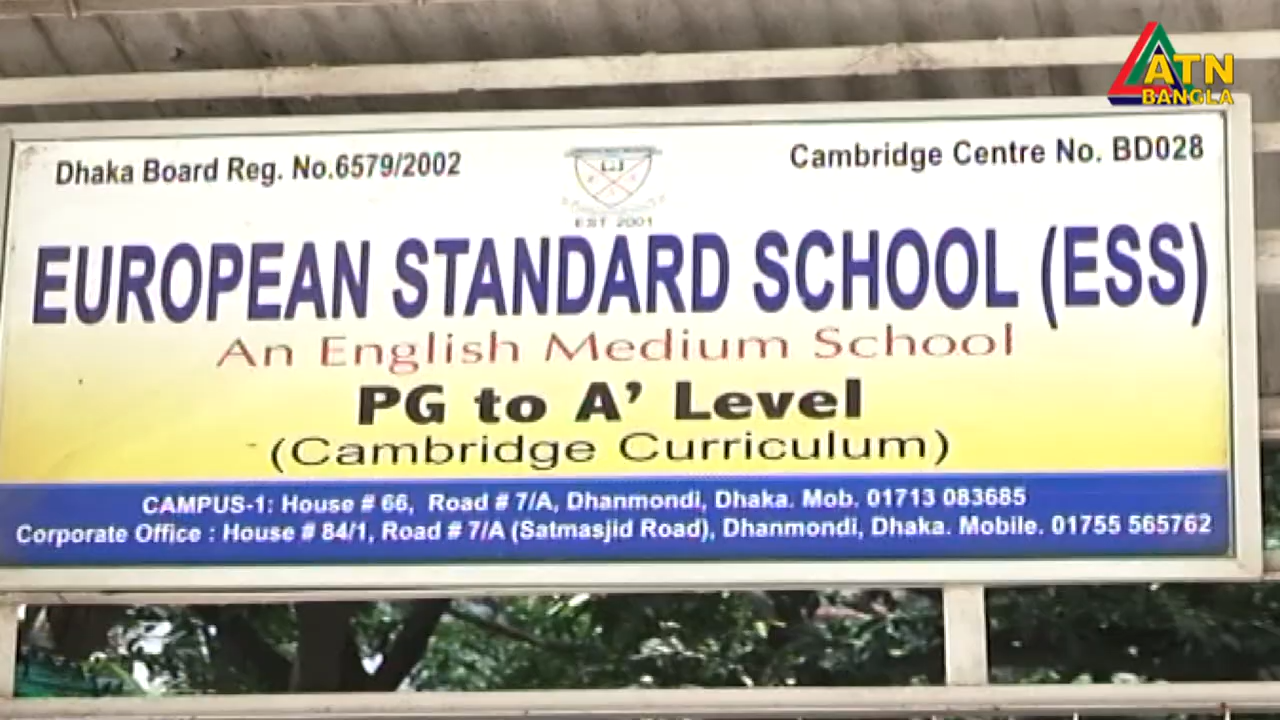 ATN
BANGLA
Dhaka Board Reg. No.6579/2002
Cambridge Centre No. BD028
EST 2001
EUROPEAN STANDARD SCHOOL (ESS)
An English Medium School
PG to A' Level
(Cambridge Curriculum)
CAMPUS-1: House # 66, Road # 7/A, Dhanmondi, Dhaka. Mob. 01713 083685
Corporate Office : House # 84/1, Road # 7/A (Satmasjid Road), Dhanmondi, Dhaka. Mobile. 01755 565762